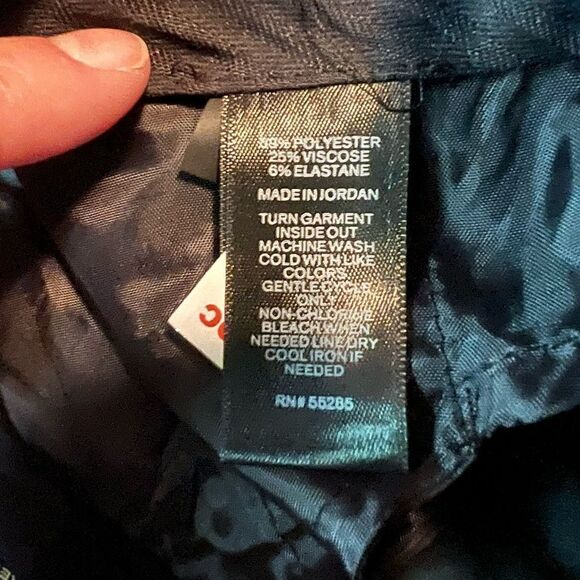 69% POLYESTER
25% VISCOSE
6% ELASTANE
MADE IN JORDAN
TURN GARMENT
INSIDE OUT
MACHINE WASH
COLD WITH LIKE
COLORS
GENTLE CYCLE
ONLY
NON-CHLORINE
BLEACH WHEN
NEEDED LINE DRY
COOL IRON IF
NEEDED
RN# 55285